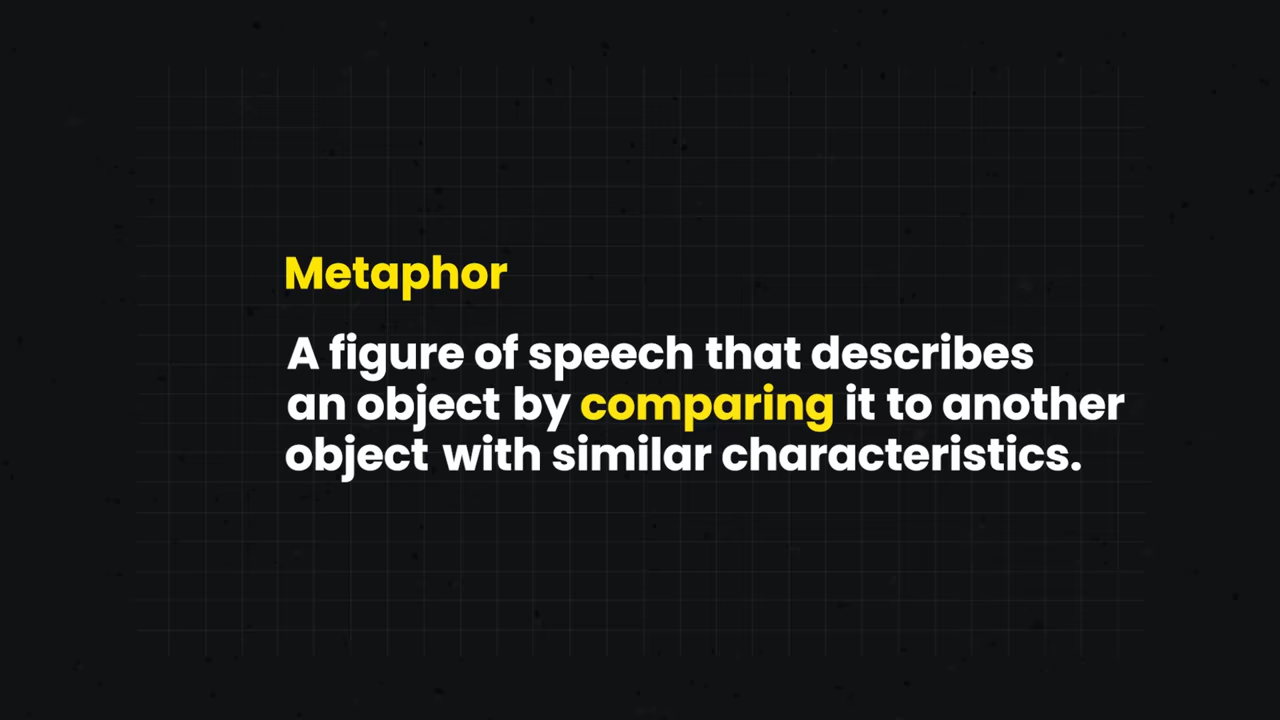 Metaphor
A figure of speech that describes
an object by comparing it to another
object with similar characteristics.